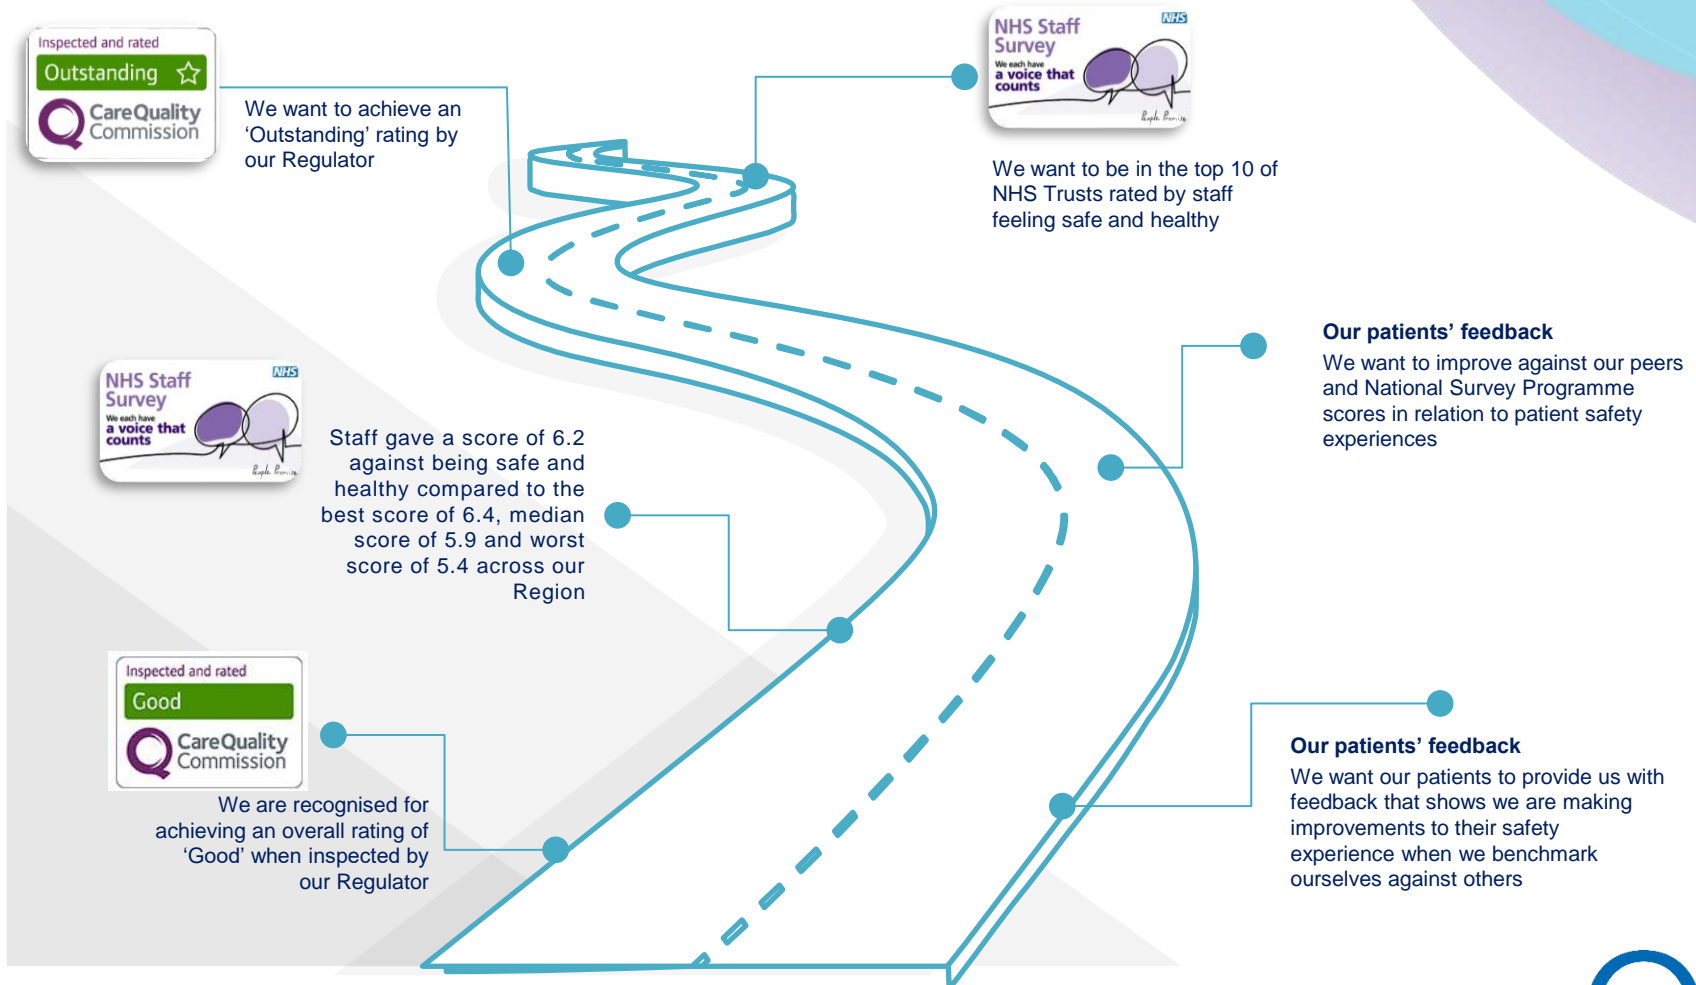 Inspected and rated
Outstanding
CareQuality
Commission
We want to achieve an
‘Outstanding’ rating by
our Regulator
NHS
NHS Staff
Survey
We each have
a voice that
counts
People Promise
We want to be in the top 10 of
NHS Trusts rated by staff
feeling safe and healthy
Our patients’ feedback
We want to improve against our peers
and National Survey Programme
scores in relation to patient safety
experiences
NHS
NHS Staff
Survey
We each have
a voice that
counts
People Promise
Staff gave a score of 6.2
against being safe and
healthy compared to the
best score of 6.4, median
score of 5.9 and worst
score of 5.4 across our
Region
Inspected and rated
Good
CareQuality
Commission
We are recognised for
achieving an overall rating of
‘Good’ when inspected by
our Regulator
Our patients’ feedback
We want our patients to provide us with
feedback that shows we are making
improvements to their safety
experience when we benchmark
ourselves against others